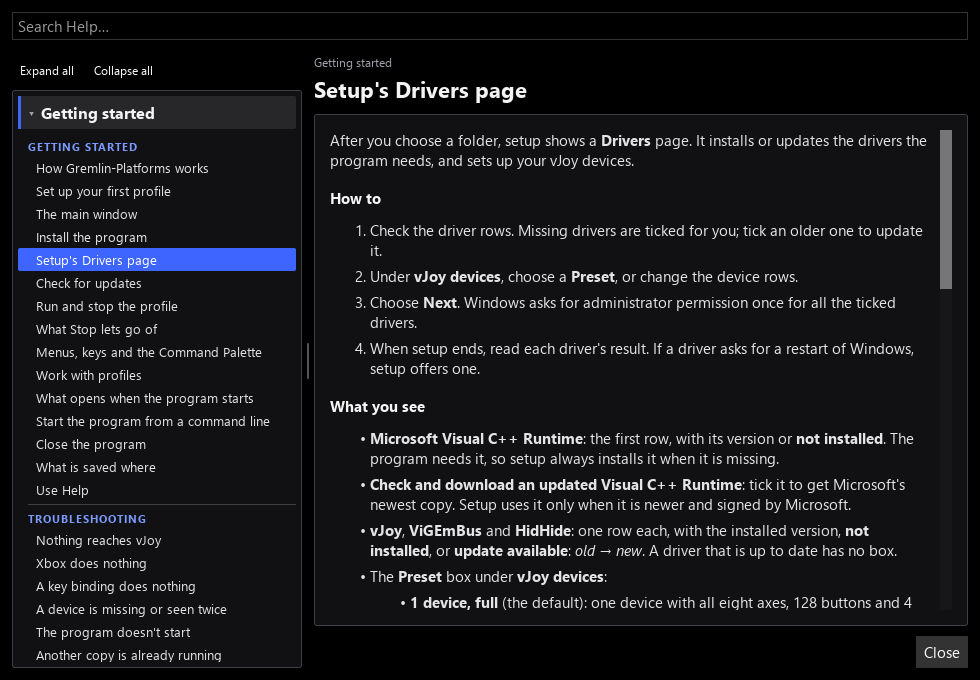 Search Help...
Expand all
Collapse all
Getting started
GETTING STARTED
How Gremlin-Platforms works
Set up your first profile
The main window
Install the program
Setup's Drivers page
Check for updates
Run and stop the profile
What Stop lets go of
Menus, keys and the Command Palette
Work with profiles
What opens when the program starts
Start the program from a command line
Close the program
What is saved where
Use Help
TROUBLESHOOTING
Nothing reaches vJoy
Xbox does nothing
A key binding does nothing
A device is missing or seen twice
The program doesn't start
Another copy is already running
Getting started
Setup's Drivers page
After you choose a folder, setup shows a Drivers page. It installs or updates the drivers the
program needs, and sets up your vJoy devices.
How to
1. Check the driver rows. Missing drivers are ticked for you; tick an older one to update
it.
2. Under vJoy devices, choose a Preset, or change the device rows.
3. Choose Next. Windows asks for administrator permission once for all the ticked
drivers.
4. When setup ends, read each driver's result. If a driver asks for a restart of Windows,
setup offers one.
What you see
• Microsoft Visual C++ Runtime: the first row, with its version or not installed. The
program needs it, so setup always installs it when it is missing.
• Check and download an updated Visual C++ Runtime: tick it to get Microsoft's
newest copy. Setup uses it only when it is newer and signed by Microsoft.
• vJoy, ViGEmBus and HidHide: one row each, with the installed version, not
installed, or update available: old → new. A driver that is up to date has no box.
• The Preset box under vJoy devices:
• 1 device, full (the default): one device with all eight axes, 128 buttons and 4
Close